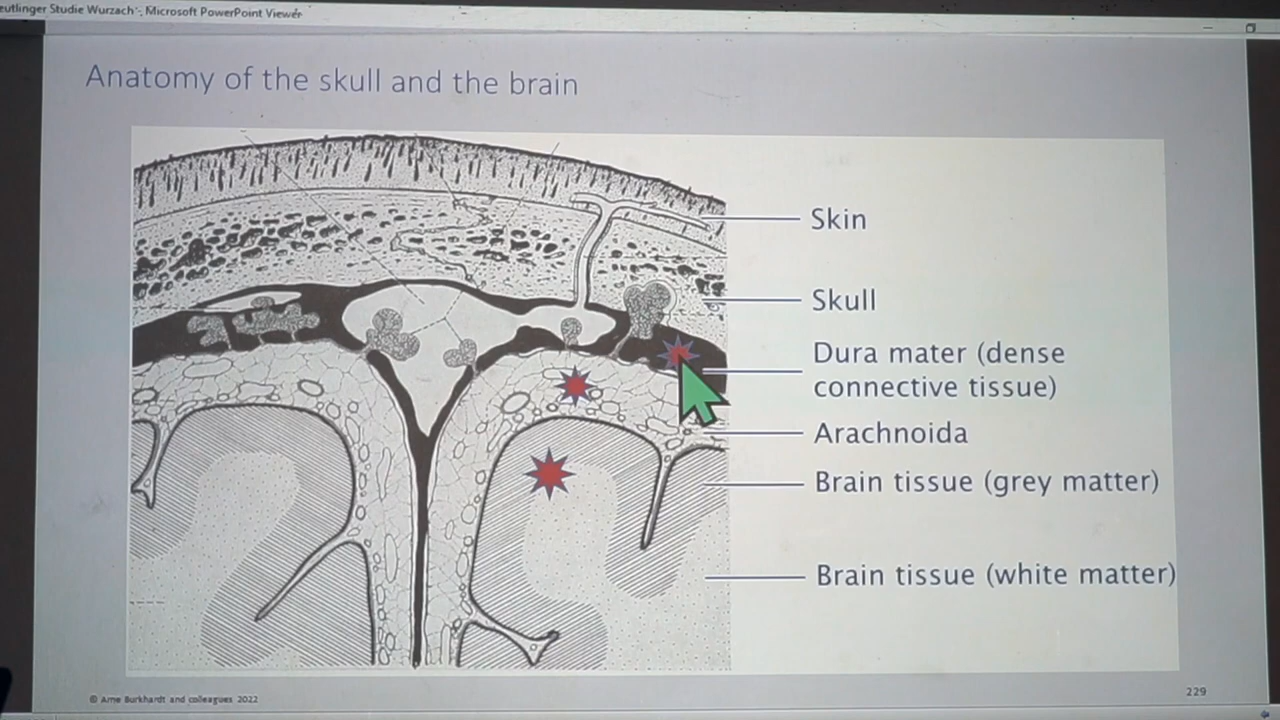 eutlinger Studie Wurzach - Microsoft PowerPoint Viewer
Anatomy of the skull and the brain
Skin
Skull
Dura mater (dense
connective tissue)
Arachnoida
Brain tissue (grey matter)
Brain tissue (white matter)
© Arne Burkhardt and colleagues 2022
229